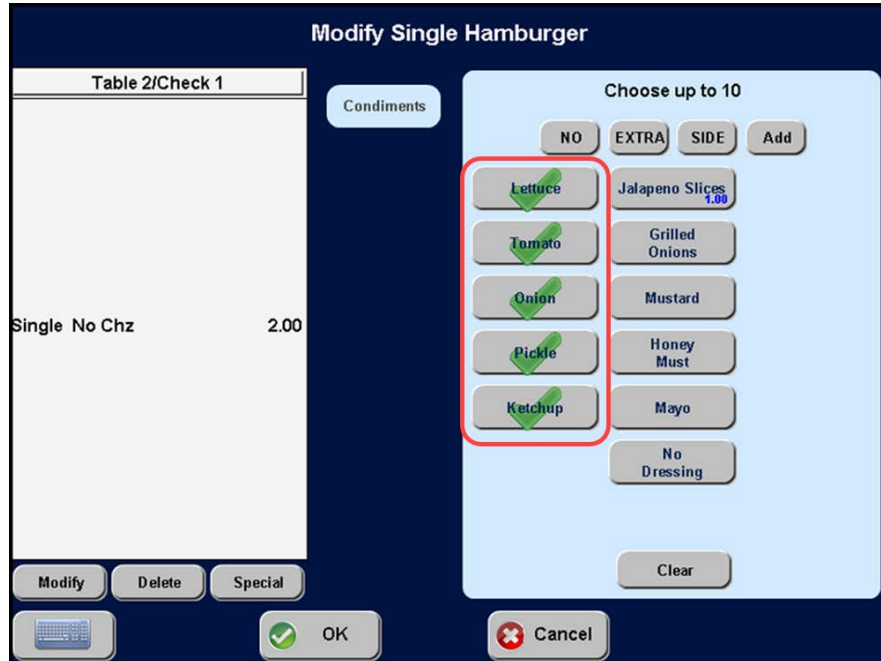 Modify Single Hamburger
Table 2/Check 1
Single No Chz 2.00
Modify Delete Special
Condiments
Choose up to 10
NO EXTRA SIDE Add
Lettuce
Tomato
Onion
Pickle
Ketchup
Jalapeno Slices
1.00
Grilled
Onions
Mustard
Honey
Must
Mayo
No
Dressing
Clear
OK Cancel